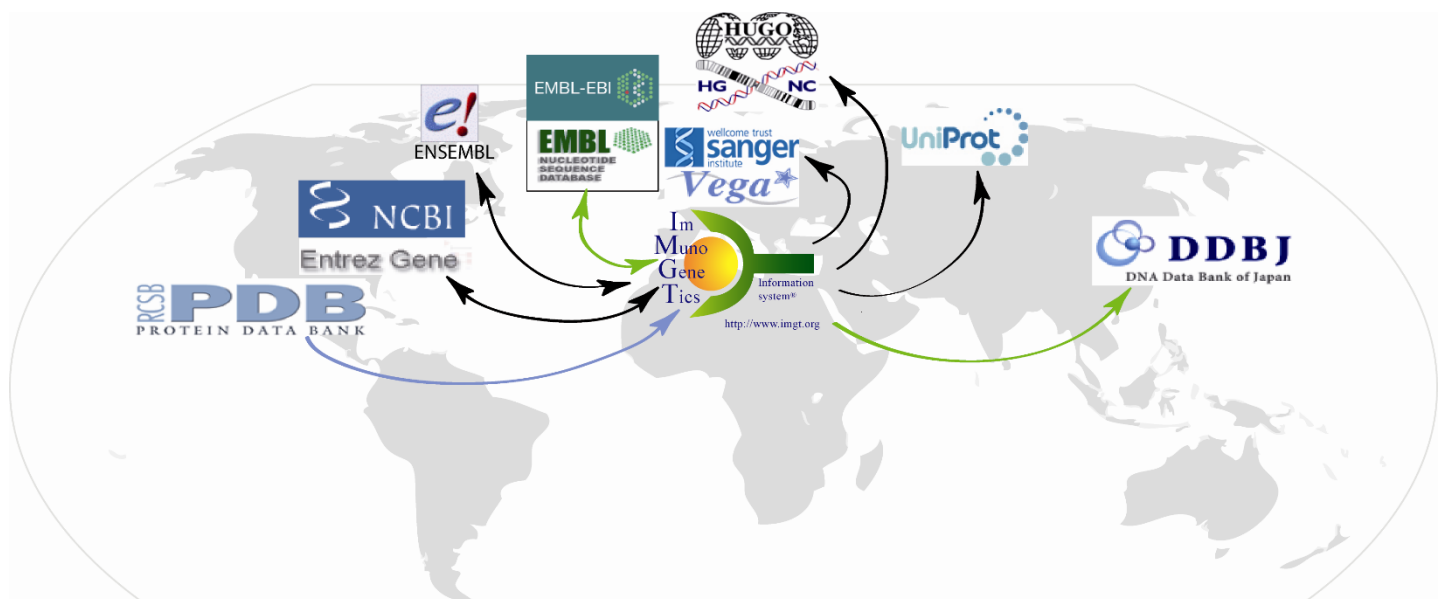 HUGO
HG NC
EMBL-EBI
e!
ENSEMBL
EMBL
NUCLEOTIDE
SEQUENCE
DATABASE
wellcome trust
sanger
institute
Vega
UniProt
NCBI
Entrez Gene
RCSB
PDB
PROTEIN DATA BANK
Im
Muno
Gene
Tics
Information
system®
http://www.imgt.org
DDBJ
DNA Data Bank of Japan